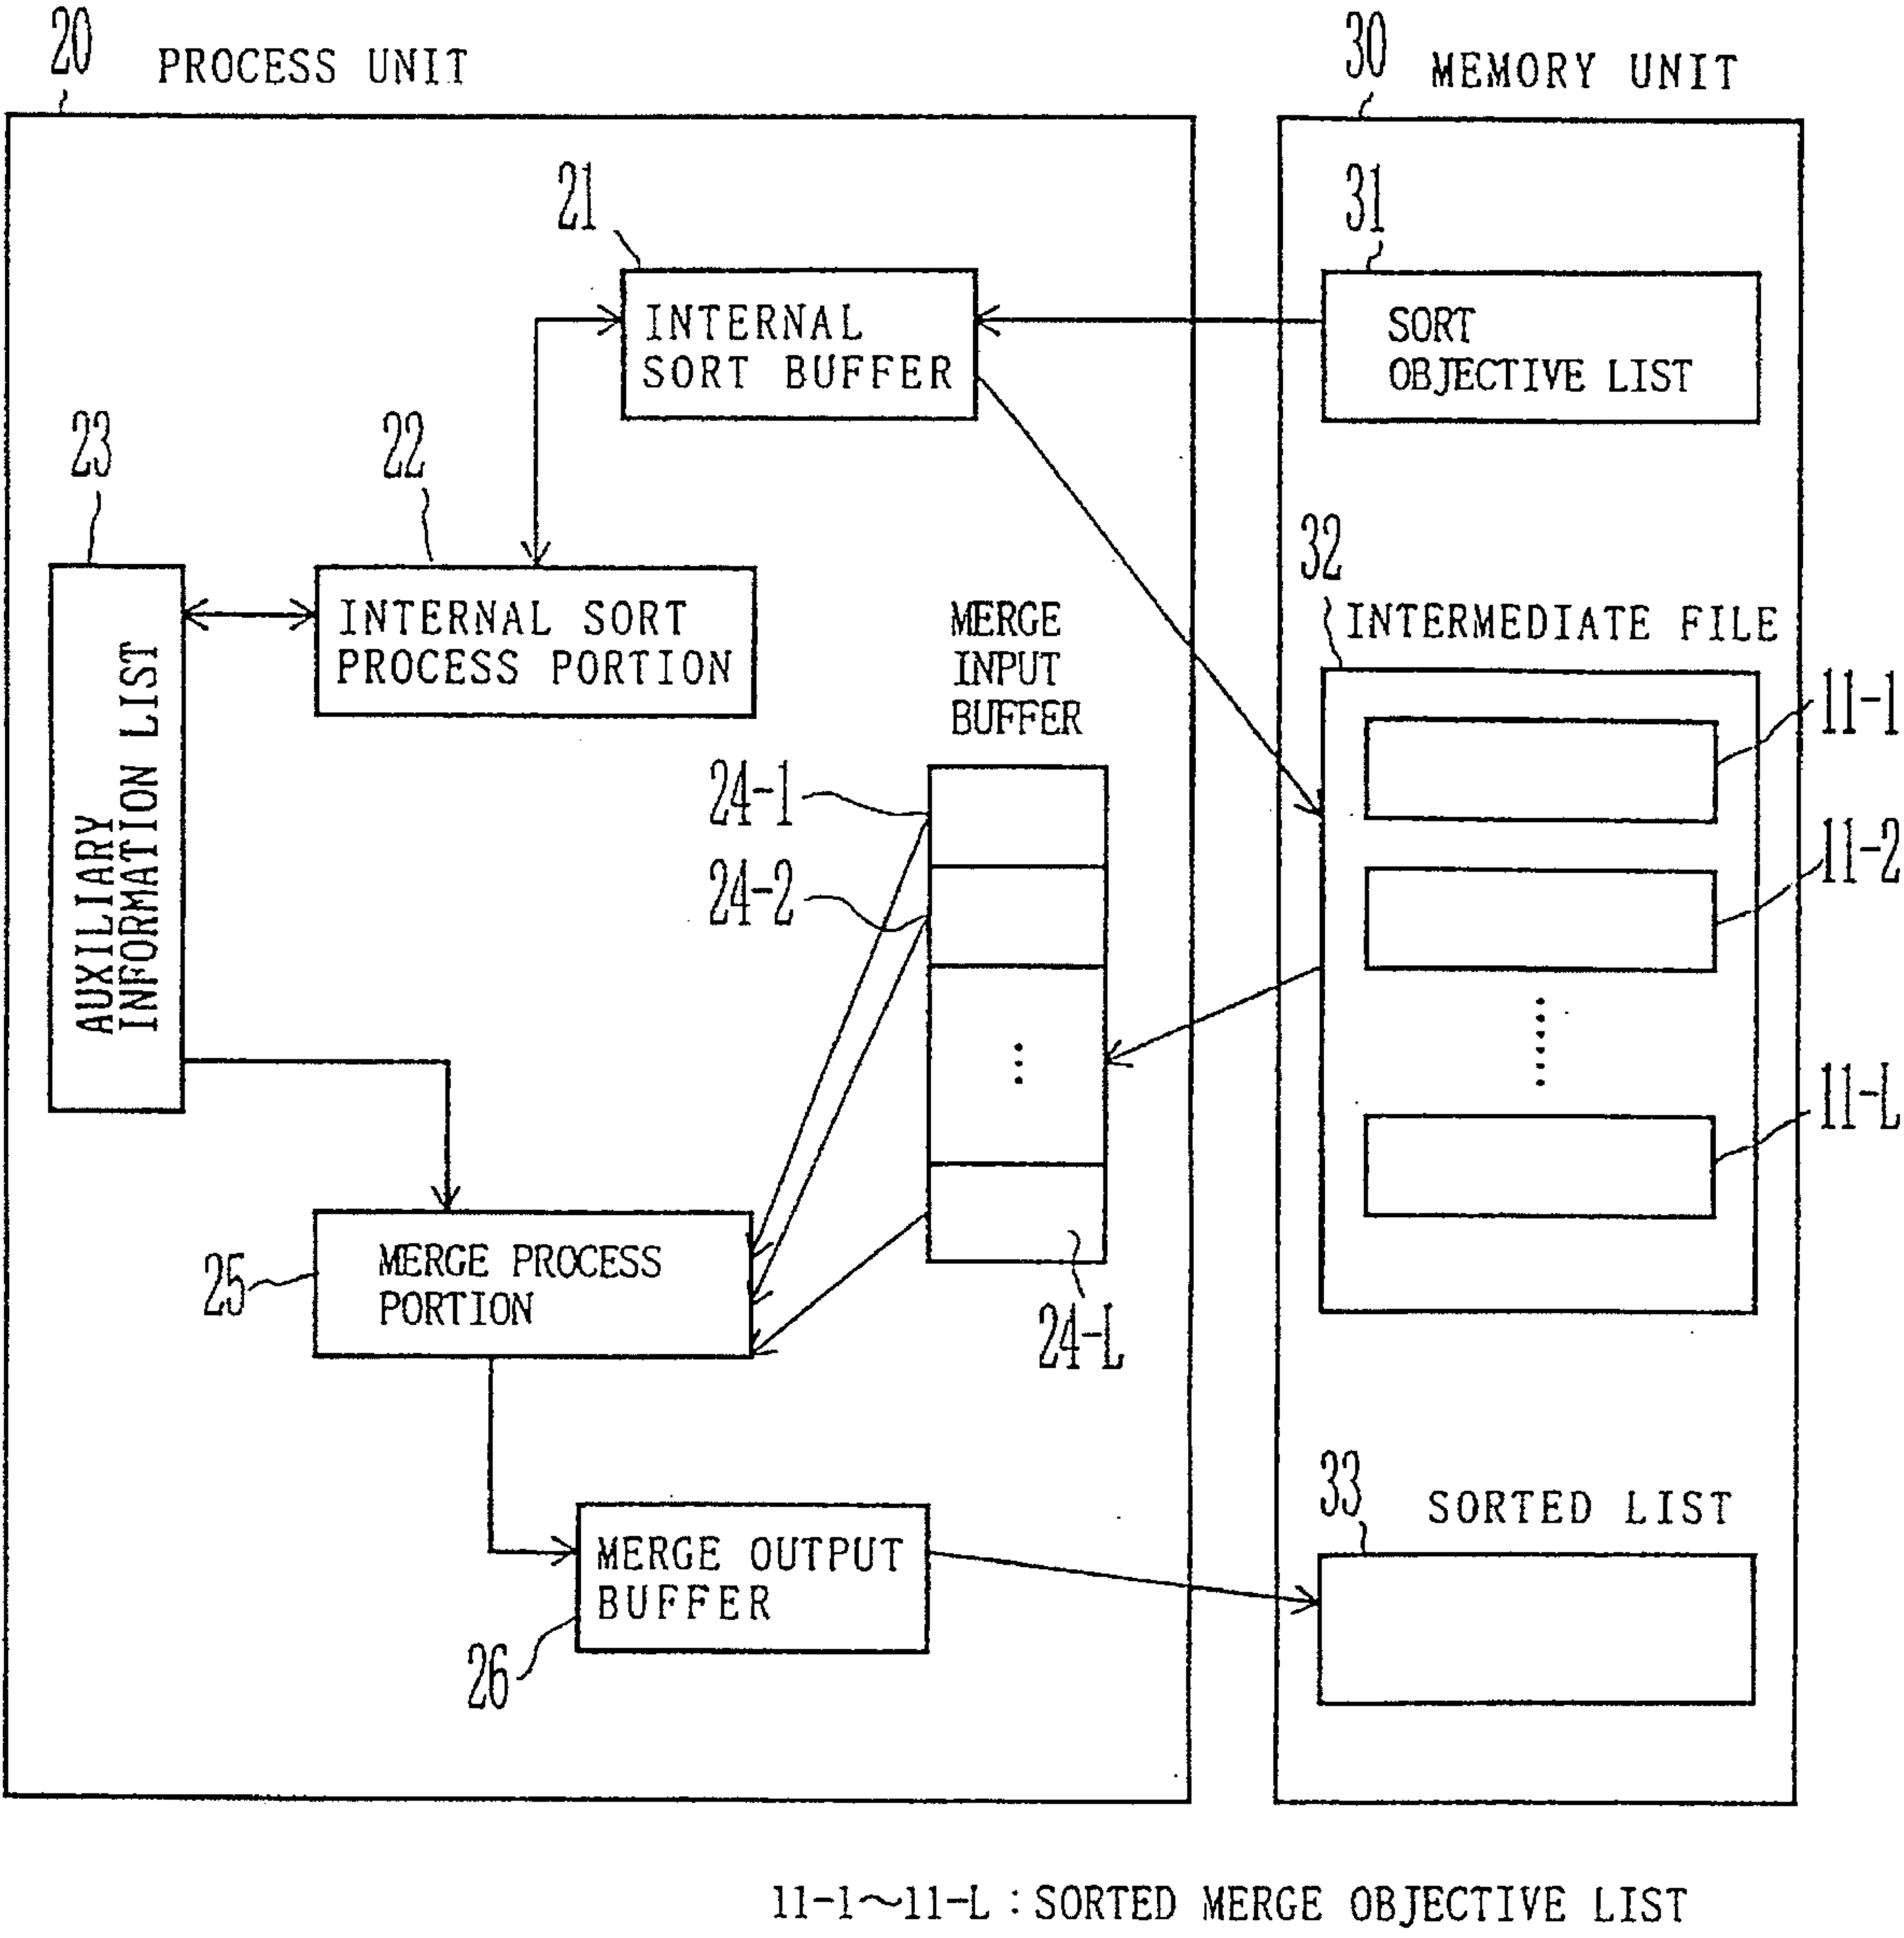 20 PROCESS UNIT
30 MEMORY UNIT
21
INTERNAL
SORT BUFFER
31
SORT
OBJECTIVE LIST
23
AUXILIARY
INFORMATION LIST
22
INTERNAL SORT
PROCESS PORTION
MERGE
INPUT
BUFFER
24-1
24-2
24-L
32
INTERMEDIATE FILE
11-1
11-2
11-L
25
MERGE PROCESS
PORTION
26
MERGE OUTPUT
BUFFER
33
SORTED LIST
11-1~11-L : SORTED MERGE OBJECTIVE LIST